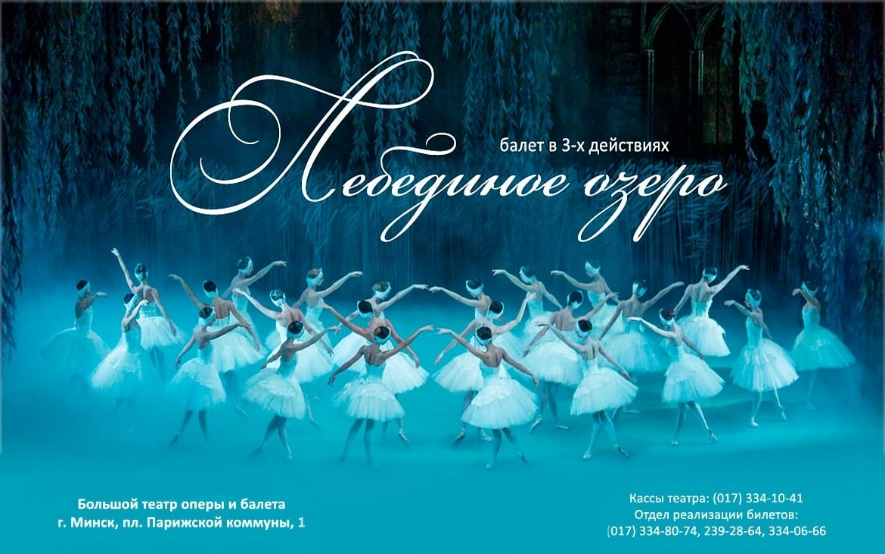 балет в 3-х действиях
Лебединое озеро
Большой театр оперы и балета
г. Минск, пл. Парижской коммуны, 1
Кассы театра: (017) 334-10-41
Отдел реализации билетов:
(017) 334-80-74, 239-28-64, 334-06-66